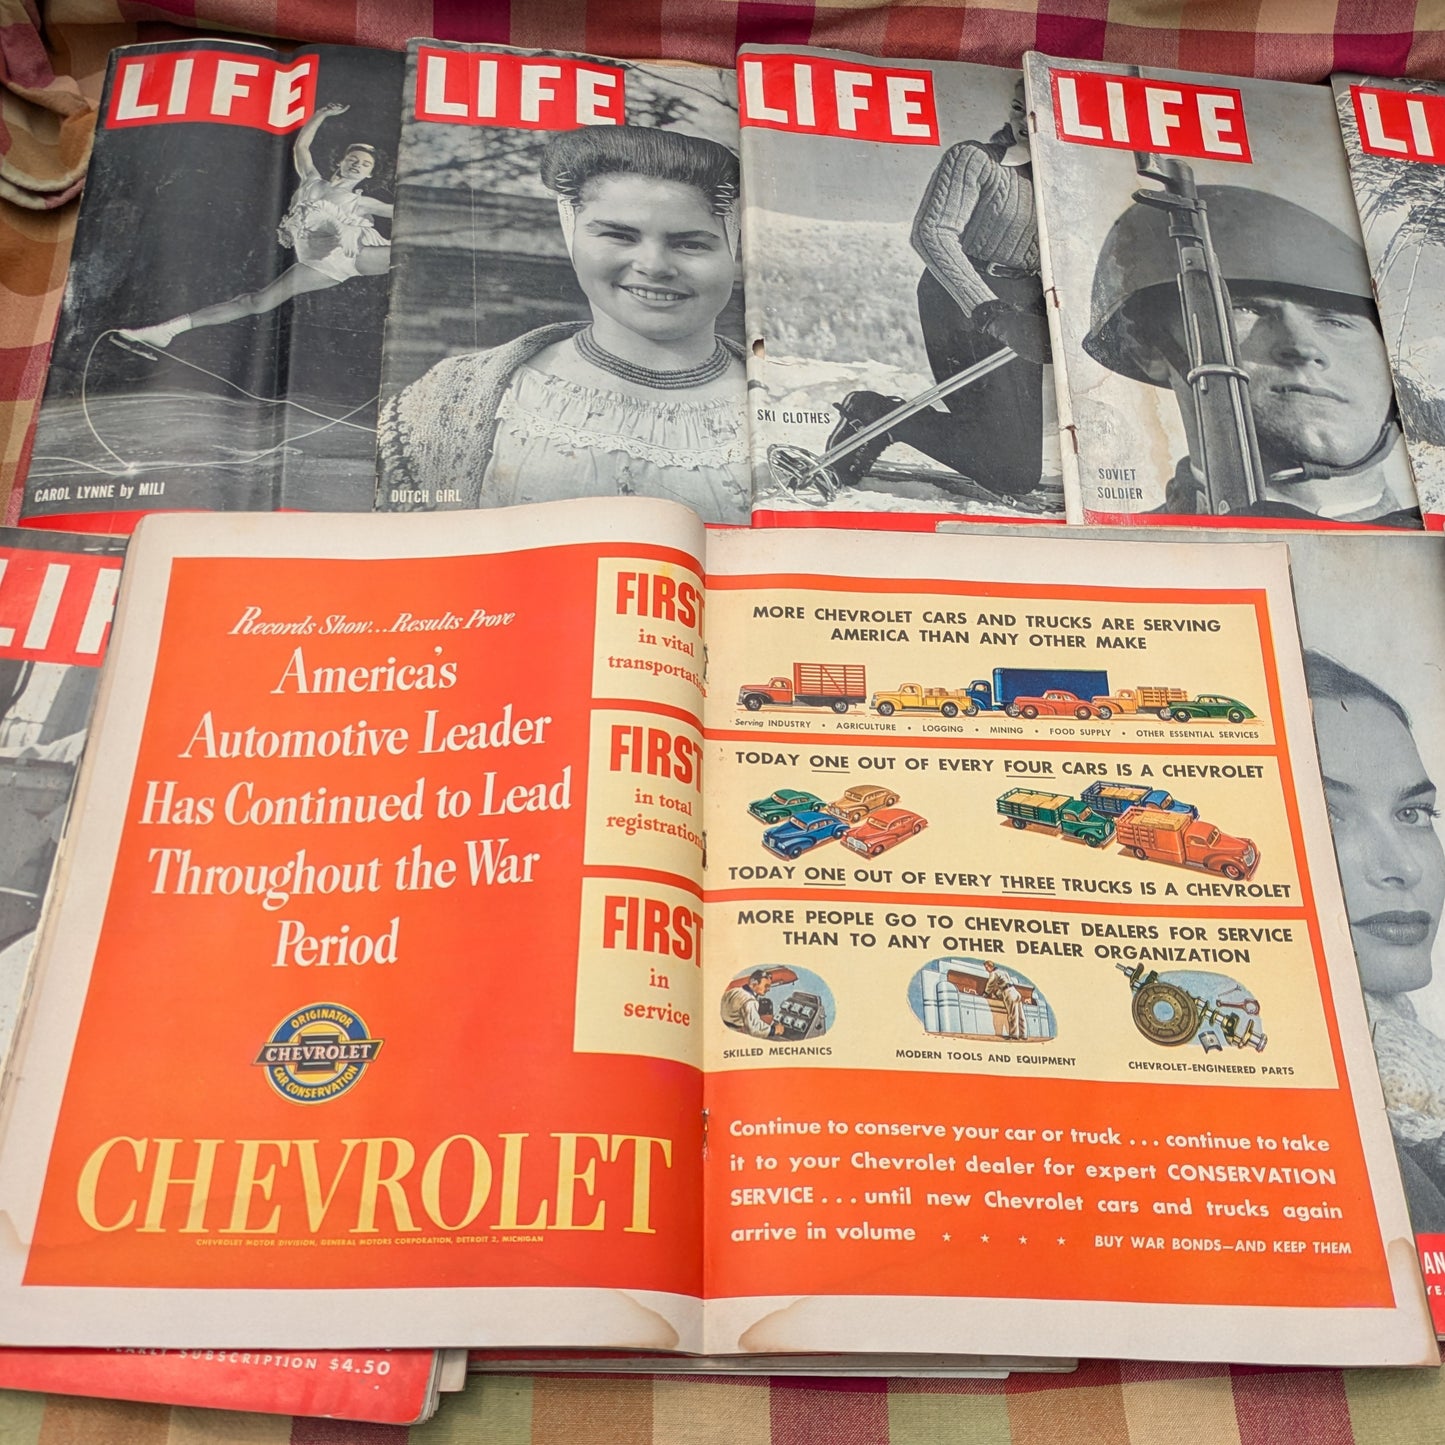 LIFE
CAROL LYNNE by MILI
LIFE
DUTCH GIRL
LIFE
SKI CLOTHES
LIFE
SOVIET
SOLDIER
Records Show...Results Prove
America's
Automotive Leader
Has Continued to Lead
Throughout the War
Period
ORIGINATOR
CHEVROLET
CAR CONSERVATION
CHEVROLET
CHEVROLET MOTOR DIVISION, GENERAL MOTORS CORPORATION, DETROIT 2, MICHIGAN
FIRST
in vital
FIRST
in total
FIRST
in
service
MORE CHEVROLET CARS AND TRUCKS ARE SERVING
AMERICA THAN ANY OTHER MAKE
Serving INDUSTRY • AGRICULTURE • LOGGING • MINING • FOOD SUPPLY • OTHER ESSENTIAL SERVICES
TODAY ONE OUT OF EVERY FOUR CARS IS A CHEVROLET
TODAY ONE OUT OF EVERY THREE TRUCKS IS A CHEVROLET
MORE PEOPLE GO TO CHEVROLET DEALERS FOR SERVICE
THAN TO ANY OTHER DEALER ORGANIZATION
SKILLED MECHANICS
MODERN TOOLS AND EQUIPMENT
CHEVROLET-ENGINEERED PARTS
Continue to conserve your car or truck . . . continue to take
it to your Chevrolet dealer for expert CONSERVATION
SERVICE . . . until new Chevrolet cars and trucks again
arrive in volume ★ ★ ★ ★ BUY WAR BONDS—AND KEEP THEM
YEARLY SUBSCRIPTION $4.50